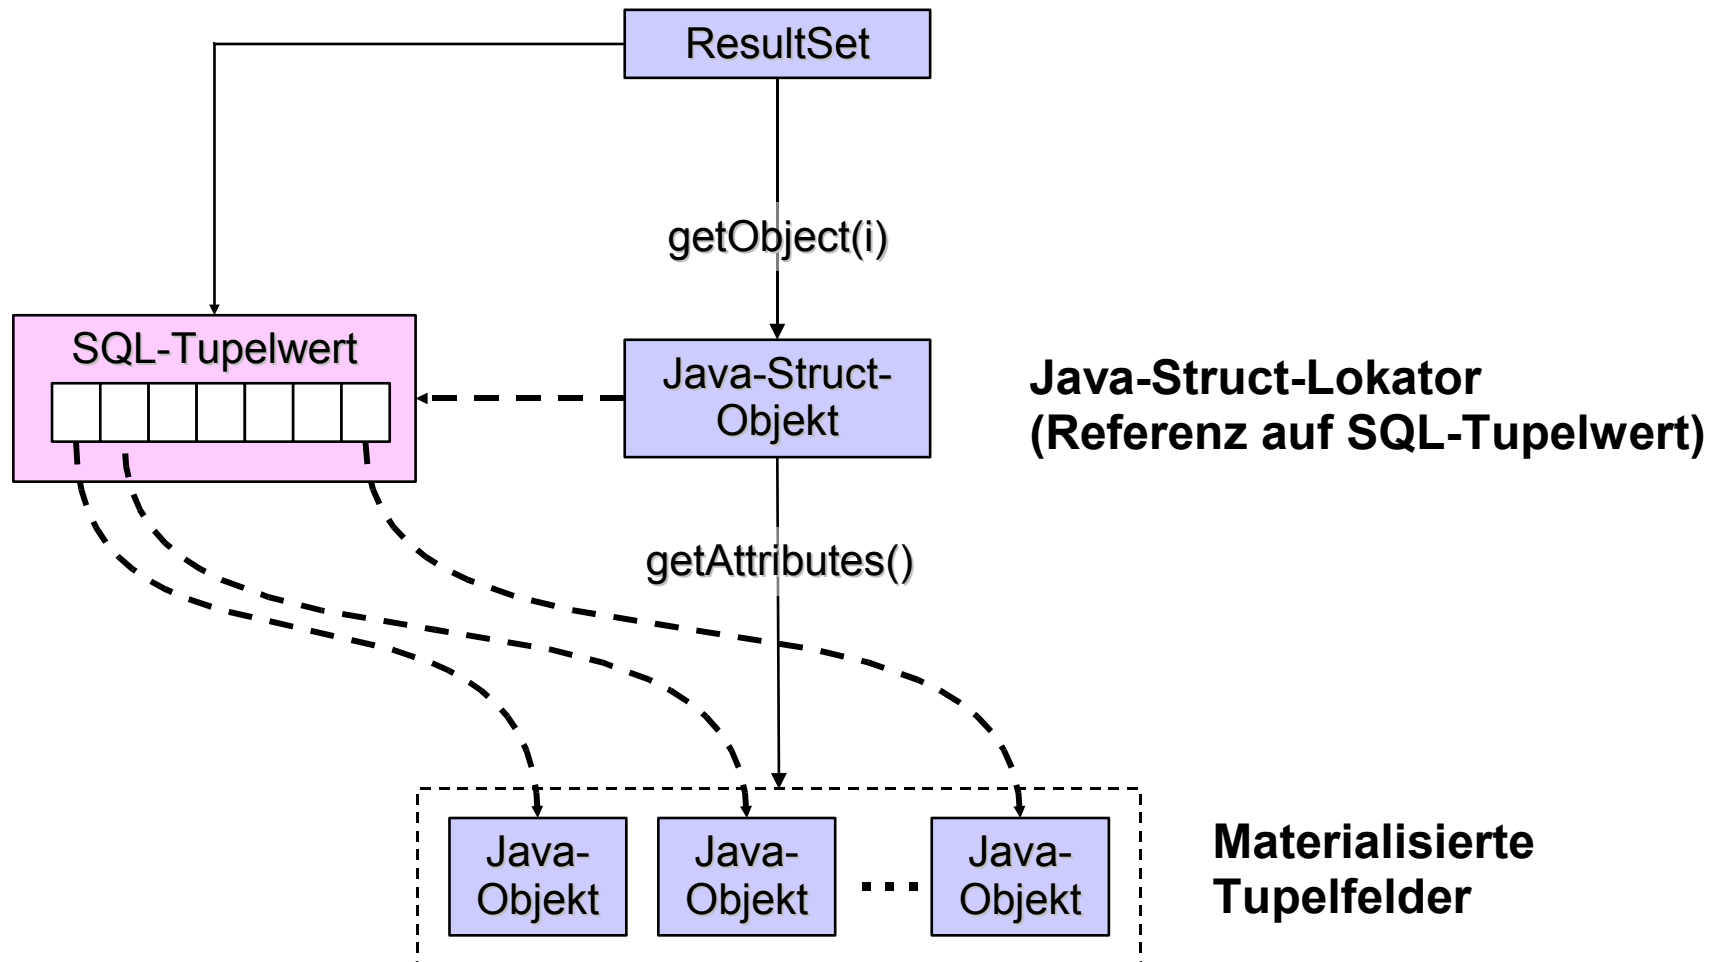 ResultSet
getObject(i)
SQL-Tupelwert
Java-Struct-
Objekt
Java-Struct-Lokator
(Referenz auf SQL-Tupelwert)
getAttributes()
Java-
Objekt
Java-
Objekt
...
Java-
Objekt
Materialisierte
Tupelfelder